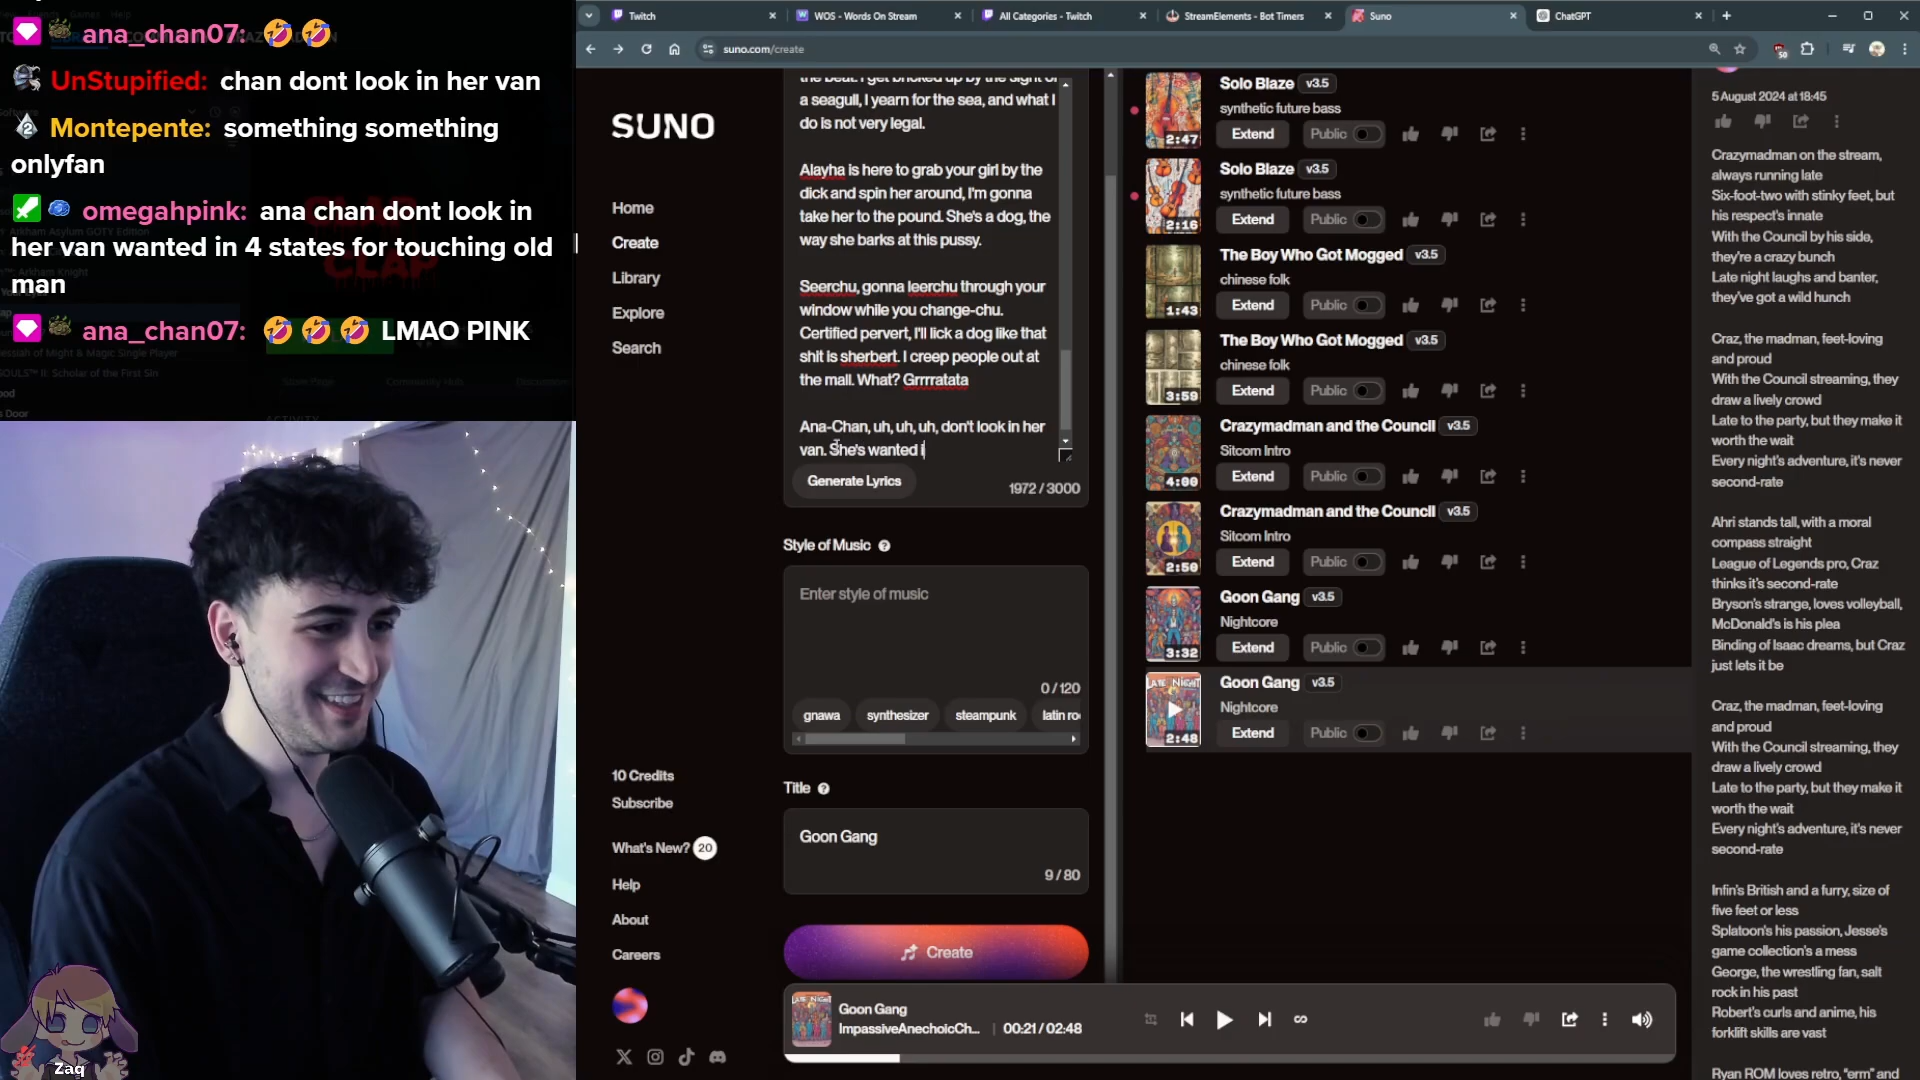 ana_chan07: 🤣 🤣
UnStupified: chan dont look in her van
Montepente: something something
onlyfan
omegahpink: ana chan dont look in
her van wanted in 4 states for touching old
man
ana_chan07: 🤣 🤣 🤣 LMAO PINK
Zaq
Twitch
WOS - Words On Stream
All Categories - Twitch
StreamElements - Bot Timers
Suno
ChatGPT
suno.com/create
50
SUNO
Home
Create
Library
Explore
Search
10 Credits
Subscribe
What's New? 20
Help
About
Careers
the beat. I get bricked up by the sight of
a seagull, I yearn for the sea, and what I
do is not very legal.
Alayha is here to grab your girl by the
dick and spin her around, I'm gonna
take her to the pound. She's a dog, the
way she barks at this pussy.
Seerchu, gonna leerchu through your
window while you change-chu.
Certified pervert, I'll lick a dog like that
shit is sherbert. I creep people out at
the mall. What? Grrrratata
Ana-Chan, uh, uh, uh, don't look in her
van. She's wanted i
Generate Lyrics
1972 / 3000
Style of Music
Enter style of music
0 / 120
gnawa
synthesizer
steampunk
latin ro
Title
Goon Gang
9 / 80
Create
Solo Blaze v3.5
synthetic future bass
2:47
Extend
Public
Solo Blaze v3.5
synthetic future bass
2:16
Extend
Public
The Boy Who Got Mogged v3.5
chinese folk
1:43
Extend
Public
The Boy Who Got Mogged v3.5
chinese folk
3:59
Extend
Public
Crazymadman and the Council v3.5
Sitcom Intro
4:00
Extend
Public
Crazymadman and the Council v3.5
Sitcom Intro
2:50
Extend
Public
Goon Gang v3.5
Nightcore
3:32
Extend
Public
Goon Gang v3.5
Nightcore
LATE NIGHT
2:48
Extend
Public
Goon Gang
ImpassiveAnechoicCh...
00:21 / 02:48
5 August 2024 at 18:45
Crazymadman on the stream,
always running late
Six-foot-two with stinky feet, but
his respect's innate
With the Council by his side,
they're a crazy bunch
Late night laughs and banter,
they've got a wild hunch
Craz, the madman, feet-loving
and proud
With the Council streaming, they
draw a lively crowd
Late to the party, but they make it
worth the wait
Every night's adventure, it's never
second-rate
Ahri stands tall, with a moral
compass straight
League of Legends pro, Craz
thinks it's second-rate
Bryson's strange, loves volleyball,
McDonald's is his plea
Binding of Isaac dreams, but Craz
just lets it be
Craz, the madman, feet-loving
and proud
With the Council streaming, they
draw a lively crowd
Late to the party, but they make it
worth the wait
Every night's adventure, it's never
second-rate
Infin's British and a furry, size of
five feet or less
Splatoon's his passion, Jesse's
game collection's a mess
George, the wrestling fan, salt
rock in his past
Robert's curls and anime, his
forklift skills are vast
Ryan ROM loves retro, "erm" and